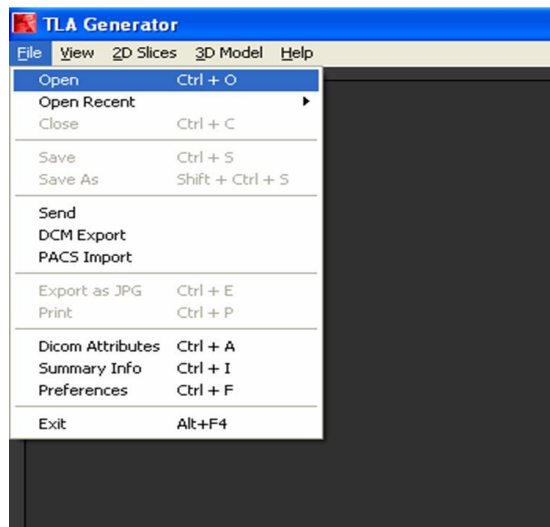 TLA Generator
File View 2D Slices 3D Model Help
Open Ctrl + O
Open Recent
Close Ctrl + C
Save Ctrl + S
Save As Shift + Ctrl + S
Send
DCM Export
PACS Import
Export as JPG Ctrl + E
Print Ctrl + P
Dicom Attributes Ctrl + A
Summary Info Ctrl + I
Preferences Ctrl + F
Exit Alt+F4